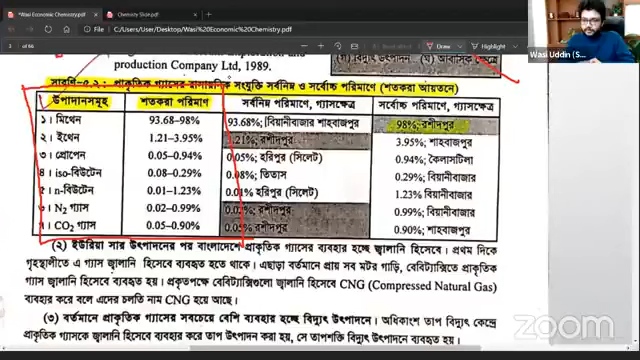 *Wasi Economic Chemistry.pdf
Chemistry Skin.pdf
File | C:/Users/User/Desktop/Wasi%20Economic%20Chemistry.pdf
of 66
production Company Ltd, 1989.
(গ) বিদ্যুৎ উৎপাদন (ঘ) আবাসিক ক্ষেত্রে
Wasi Uddin (S
সারণি-৫.২ : প্রাকৃতিক গ্যাসের রাসায়নিক সংযুক্তি সর্বনিম্ন ও সর্বোচ্চ পরিমাণে (শতকরা আয়তনে)
উপাদানসমূহ শতকরা পরিমাণ সর্বনিম্ন পরিমাণে, গ্যাসক্ষেত্র সর্বোচ্চ পরিমাণে, গ্যাসক্ষেত্র
১। মিথেন 93.68–98% 93.68%; বিয়ানীবাজার শাহবাজপুর 98%; রশীদপুর
২। ইথেন 1.21–3.95% 1.21%; রশীদপুর 3.95%; শাহবাজপুর
৩। প্রোপেন 0.05–0.94% 0.05%; হরিপুর (সিলেট) 0.94%; কৈলাসটিলা
৪। iso-বিউটেন 0.08–0.29% 0.08%; তিতাস 0.29%; বিয়ানীবাজার
৫। n-বিউটেন 0.01–1.23% 0.01% হরিপুর (সিলেট) 1.23% বিয়ানীবাজার
৬। N₂ গ্যাস 0.02–0.99% 0.02%; রশীদপুর 0.99%; বিয়ানীবাজার
৭। CO₂ গ্যাস 0.05–0.90% 0.05% রশীদপুর 0.90%; শাহবাজপুর
(২) ইউরিয়া সার উৎপাদনের পর বাংলাদেশে প্রাকৃতিক গ্যাসের ব্যবহার হচ্ছে জ্বালানি হিসেবে। প্রথম দিকে
গৃহস্থালীতে এ গ্যাস জ্বালানি হিসেবে ব্যবহৃত হতে থাকে। এছাড়া বর্তমানে প্রায় সব মটর গাড়ি, বেবিট্যাক্সিতে প্রাকৃতিক
গ্যাস জ্বালানি হিসেবে ব্যবহৃত হয়। প্রকৃতপক্ষে বেবিট্যাক্সিগুলো জ্বালানি হিসেবে CNG (Compressed Natural Gas)
ব্যবহার করে বলে এদের চলতি নাম CNG হয়ে আছে।
(৩) বর্তমানে প্রাকৃতিক গ্যাসের সবচেয়ে বেশি ব্যবহার হচ্ছে বিদ্যুৎ উৎপাদনে। অধিকাংশ তাপ বিদ্যুৎ কেন্দ্রে
প্রাকৃতিক গ্যাসকে জ্বালানি হিসেবে ব্যবহার করে তাপ উৎপাদন করা হয়, সে তাপশক্তি বিদ্যুৎ উৎপাদনে ব্যবহৃত হয়।
zoom